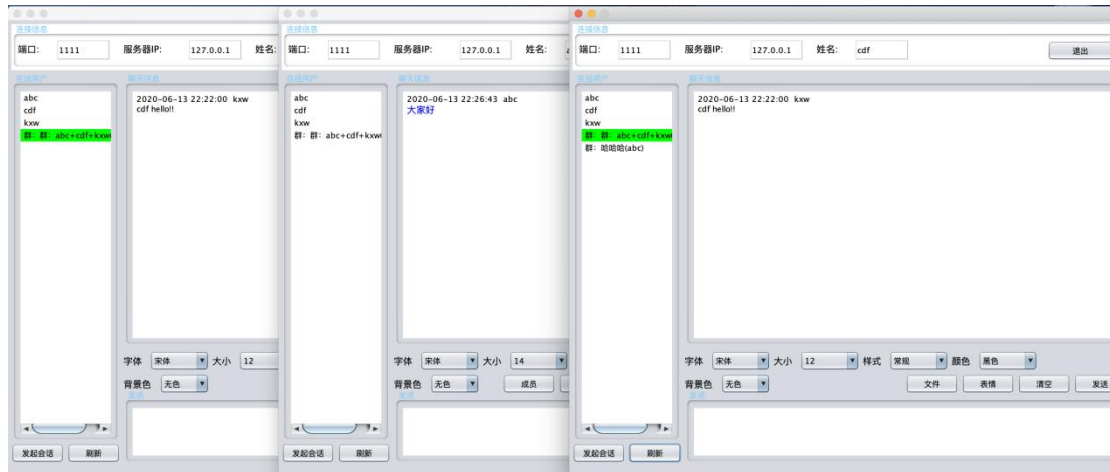 连接信息
端口: 1111 服务器IP: 127.0.0.1 姓名:
在线用户
聊天信息
abc
cdf
kxw
群: 群: abc+cdf+kxw
2020-06-13 22:22:00 kxw
cdf hello!!
字体 宋体 大小 12
背景色 无色
发送
发起会话 刷新
连接信息
端口: 1111 服务器IP: 127.0.0.1 姓名:
在线用户
聊天信息
abc
cdf
kxw
群: 群: abc+cdf+kxw
2020-06-13 22:26:43 abc
大家好
字体 宋体 大小 14
背景色 无色 成员
发送
发起会话 刷新
连接信息
端口: 1111 服务器IP: 127.0.0.1 姓名: cdf 退出
在线用户
聊天信息
abc
cdf
kxw
群: 群: abc+cdf+kxw
群: 哈哈哈(abc)
2020-06-13 22:22:00 kxw
cdf hello!!
字体 宋体 大小 12 样式 常规 颜色 黑色
背景色 无色 文件 表情 清空 发送
发送
发起会话 刷新